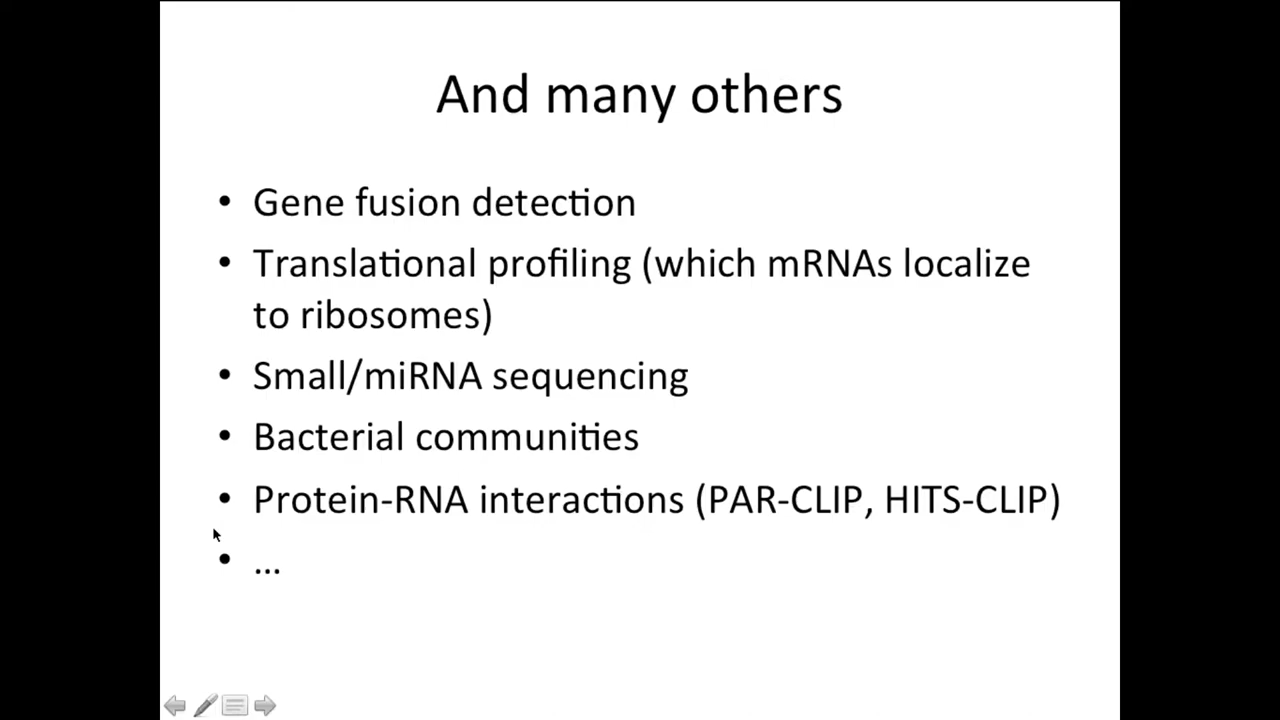 And many others
• Gene fusion detection
• Translational profiling (which mRNAs localize
to ribosomes)
• Small/miRNA sequencing
• Bacterial communities
• Protein-RNA interactions (PAR-CLIP, HITS-CLIP)
• ...